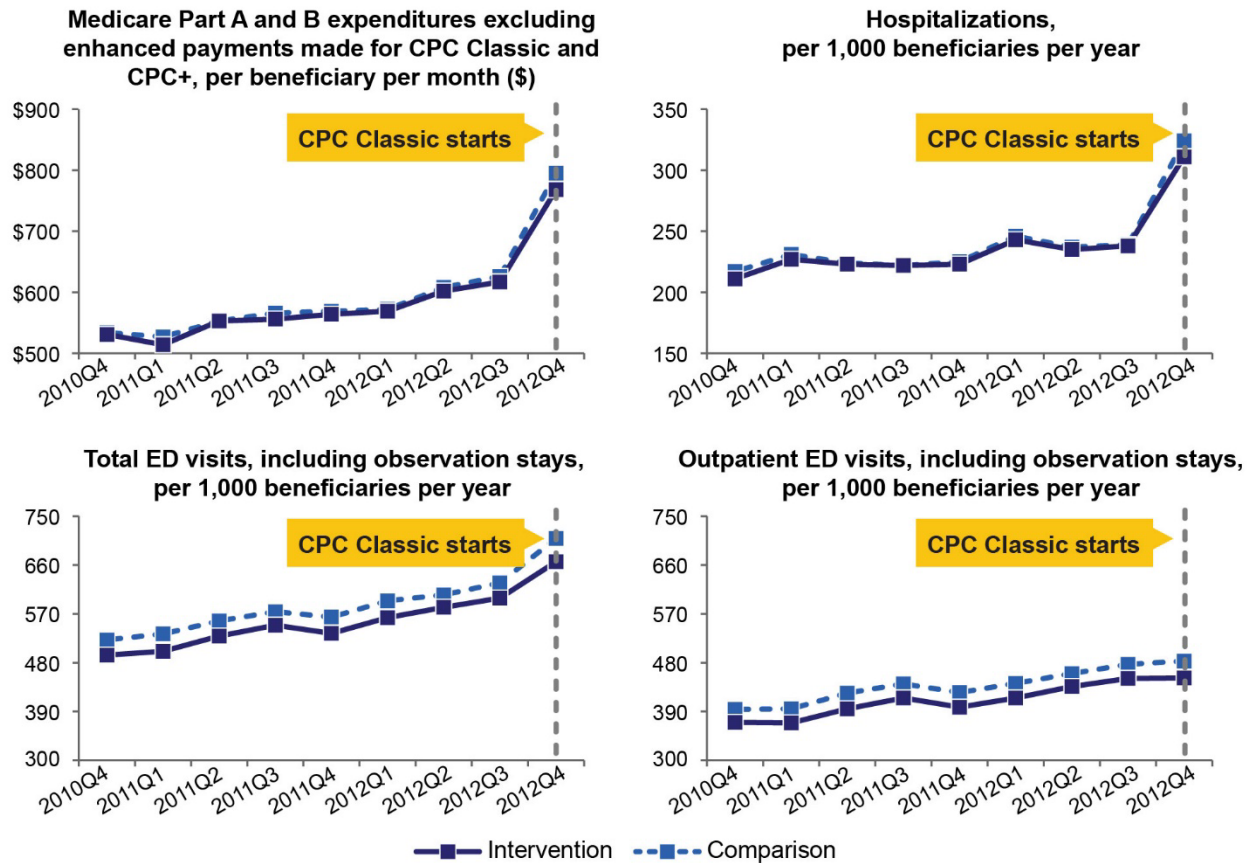 Medicare Part A and B expenditures excluding
enhanced payments made for CPC Classic and
CPC+, per beneficiary per month ($)
$900
$800
$700
$600
$500
CPC Classic starts
2010Q4
2011Q1
2011Q2
2011Q3
2011Q4
2012Q1
2012Q2
2012Q3
2012Q4
Hospitalizations,
per 1,000 beneficiaries per year
350
300
250
200
150
CPC Classic starts
2010Q4
2011Q1
2011Q2
2011Q3
2011Q4
2012Q1
2012Q2
2012Q3
2012Q4
Total ED visits, including observation stays,
per 1,000 beneficiaries per year
750
660
570
480
390
300
CPC Classic starts
2010Q4
2011Q1
2011Q2
2011Q3
2011Q4
2012Q1
2012Q2
2012Q3
2012Q4
Outpatient ED visits, including observation stays,
per 1,000 beneficiaries per year
750
660
570
480
390
300
CPC Classic starts
2010Q4
2011Q1
2011Q2
2011Q3
2011Q4
2012Q1
2012Q2
2012Q3
2012Q4
Intervention
Comparison